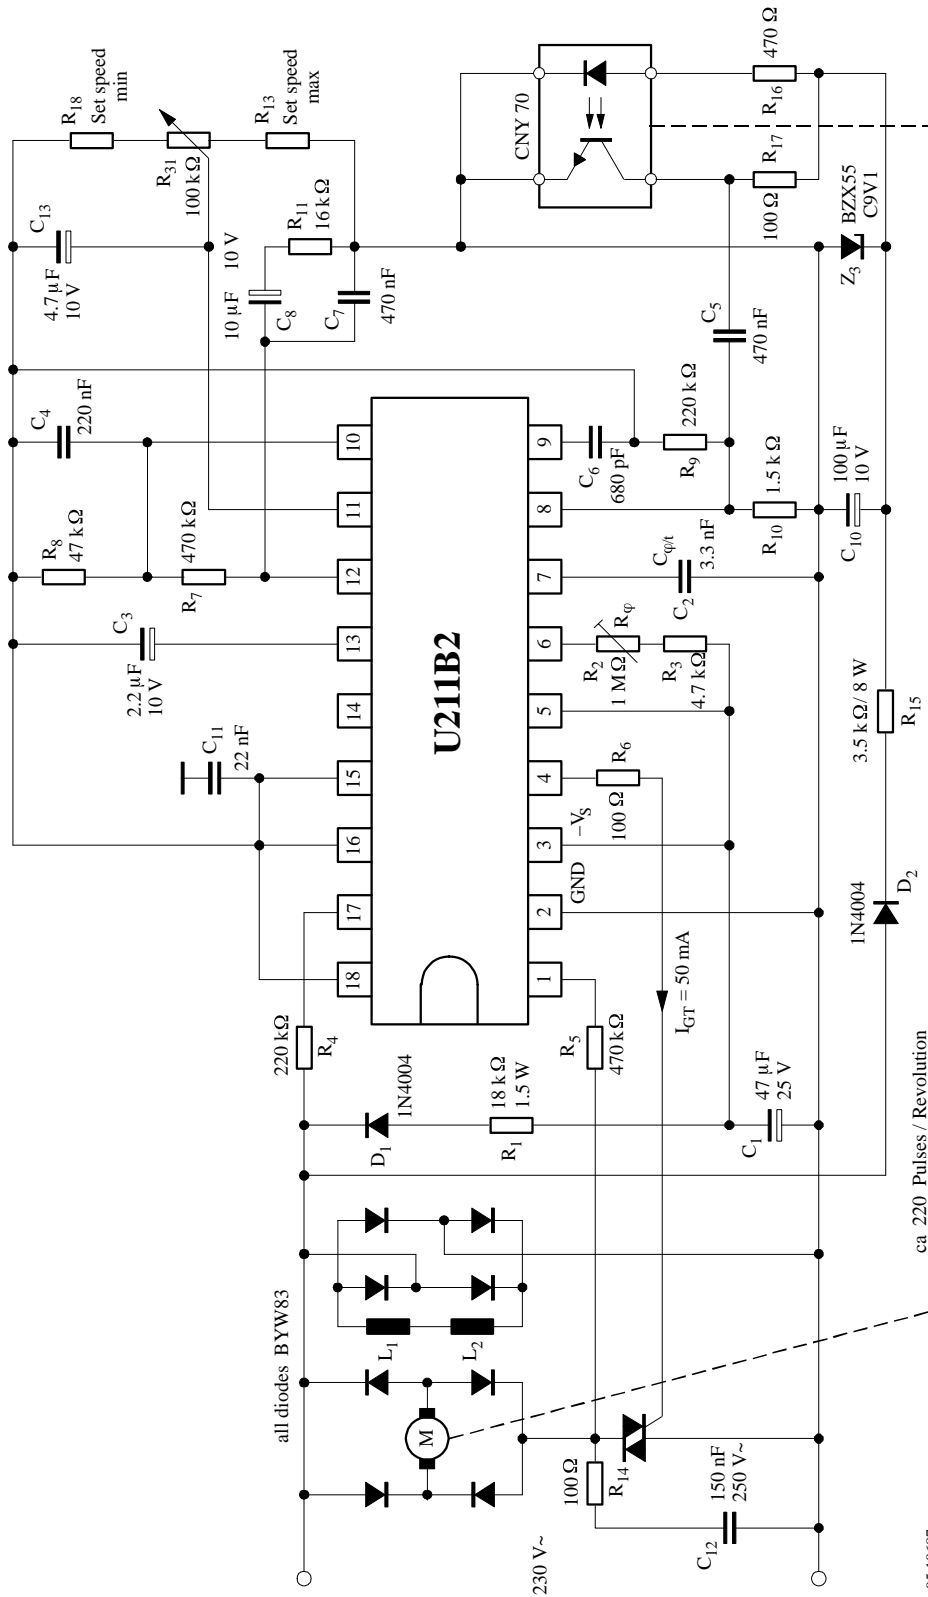 R18
Set speed
min
R31
100 kΩ
R13
Set speed
max
C13
4.7 µF
10 V
R11
16 kΩ
10 µF
10 V
C8
C7
470 nF
CNY 70
R17
100 Ω
R16
470 Ω
BZX55
C9V1
Z3
C4
220 nF
R8
47 kΩ
R7
470 kΩ
C3
2.2 µF
10 V
C11
22 nF
10
11
12
13
14
15
16
17
18
U211B2
9
8
7
6
5
4
3
2
1
–VS
GND
C6
680 pF
R9
220 kΩ
C5
470 nF
R10
1.5 kΩ
C10
100 µF
10 V
Cφ/t
C2
3.3 nF
R2
1 MΩ
Rφ
R3
4.7 kΩ
R6
100 Ω
IGT = 50 mA
R15
3.5 kΩ/ 8 W
1N4004
D2
220 kΩ
R4
R5
470 kΩ
D1
1N4004
R1
18 kΩ
1.5 W
C1
47 µF
25 V
all diodes BYW83
L1
L2
M
100 Ω
R14
C12
150 nF
250 V~
230 V~
ca 220 Pulses / Revolution